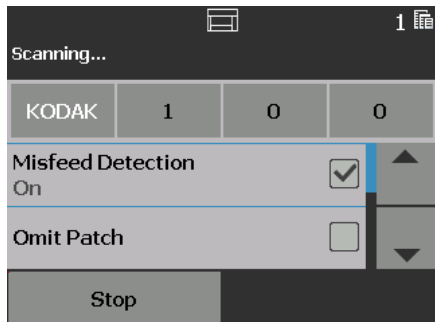 1
Scanning...
KODAK 1 0 0
Misfeed Detection
On
Omit Patch
Stop